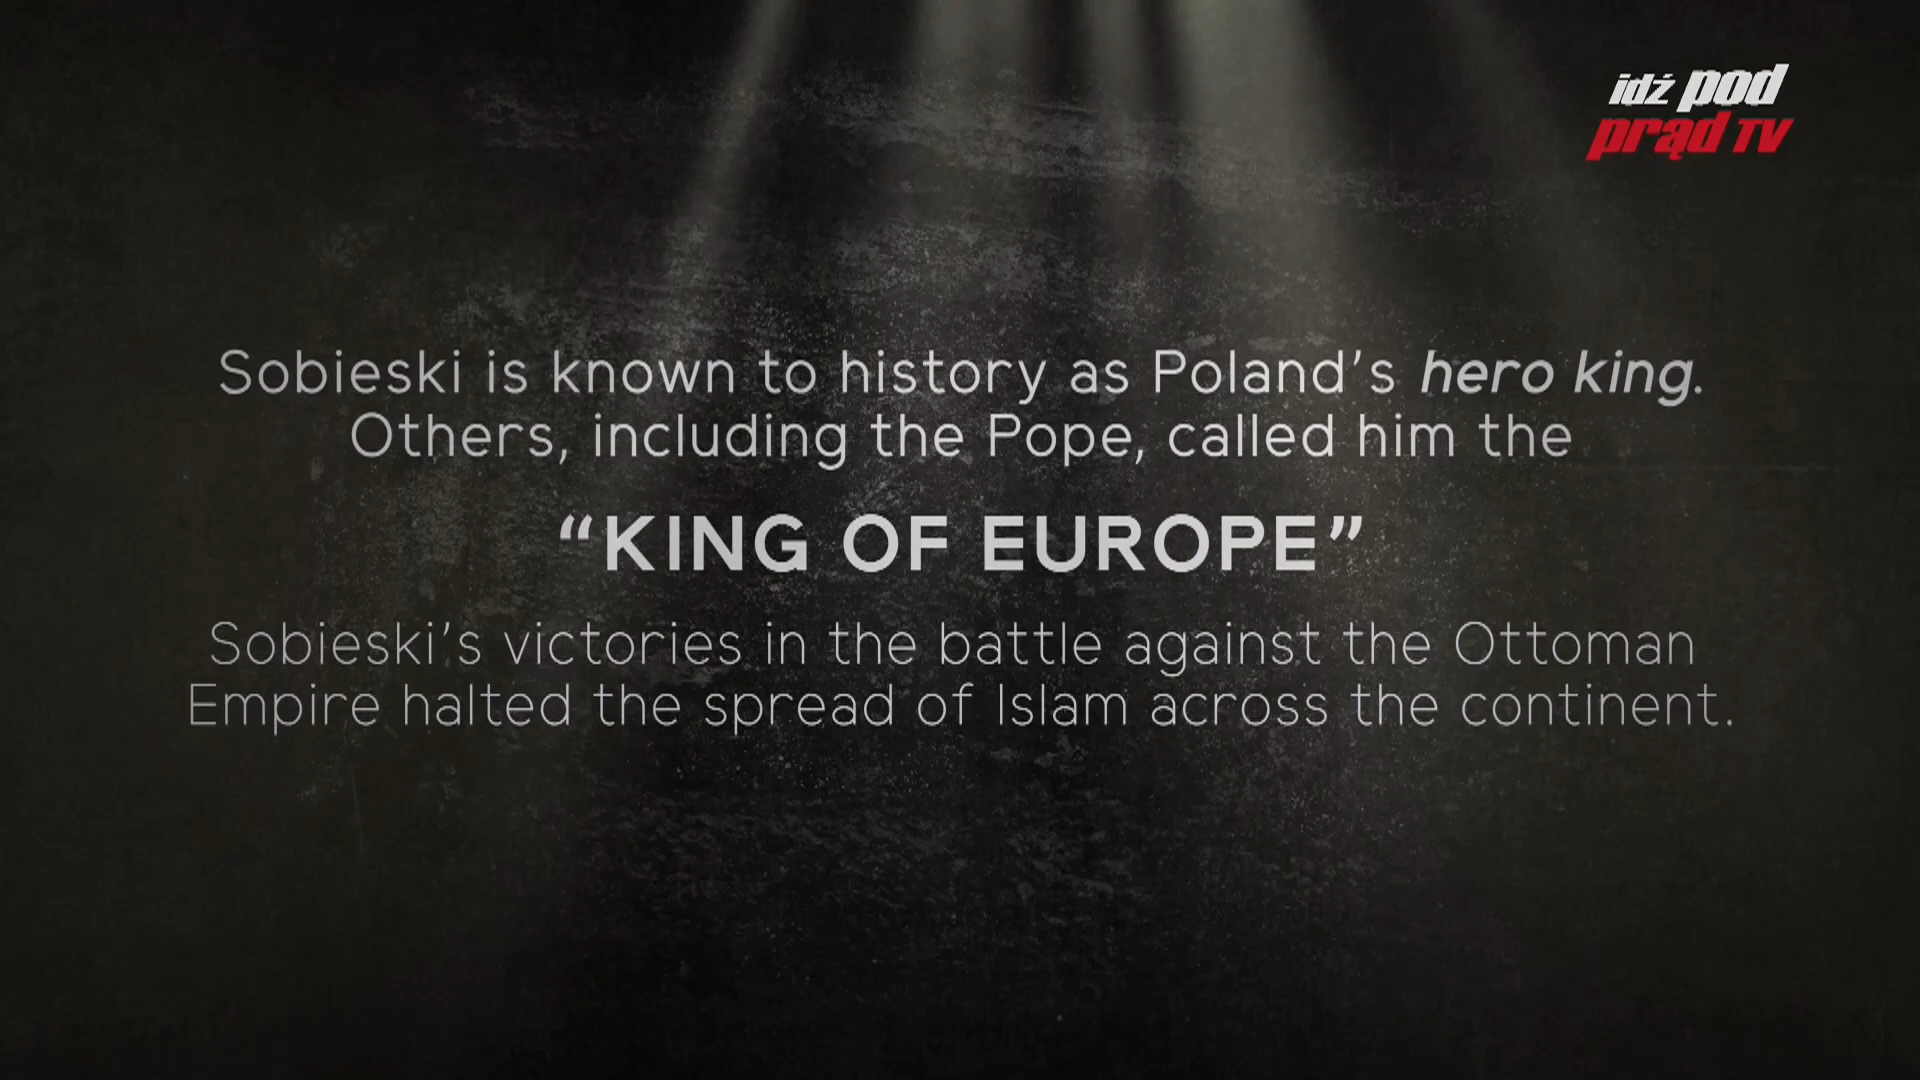 idź pod
prąd TV
Sobieski is known to history as Poland’s hero king.
Others, including the Pope, called him the
“KING OF EUROPE”
Sobieski’s victories in the battle against the Ottoman
Empire halted the spread of Islam across the continent.